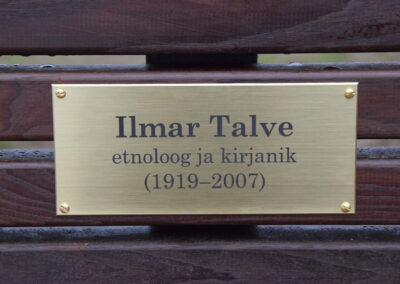 Ilmar Talve
etnoloog ja kirjanik
(1919–2007)